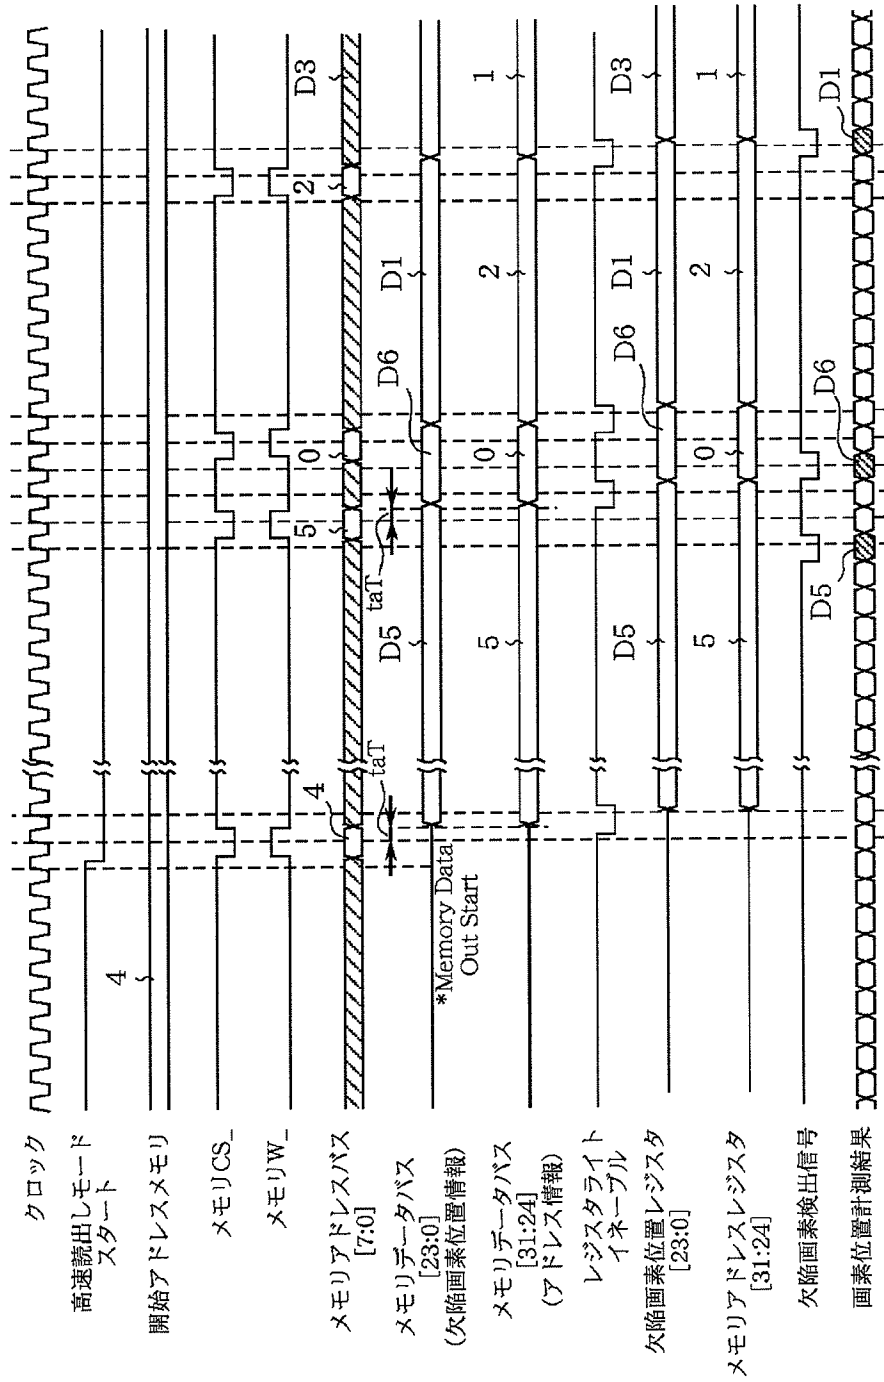 クロック
高速読出しモード
スタート
開始アドレスメモリ
4
メモリCS_
メモリW_
メモリアドレスバス
[7:0]
4
5
0
2
D3
taT
taT
メモリデータバス
[23:0]
(欠陥画素位置情報)
*Memory Data
Out Start
D5
D6
D1
メモリデータバス
[31:24]
(アドレス情報)
5
0
2
1
レジスタライト
イネーブル
欠陥画素位置レジスタ
[23:0]
D5
D6
D1
D3
メモリアドレスレジスタ
[31:24]
5
0
2
1
欠陥画素検出信号
画素位置計測結果
D5
D6
D1